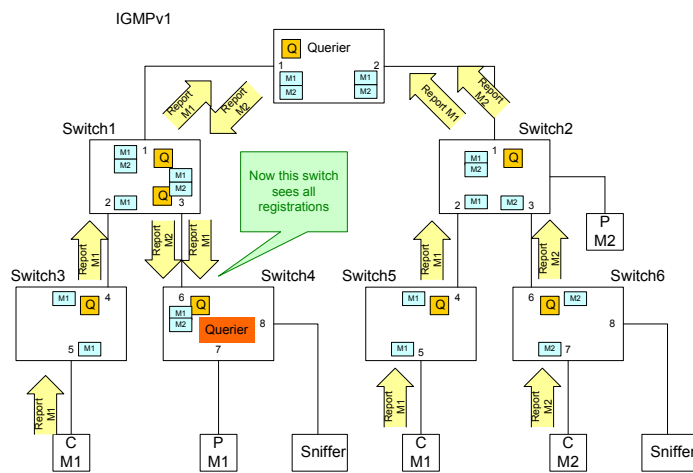 IGMPv1
Q Querier
1 2
M1 M1
M2 M2
Report M1
Report M2
Report M1
Report M2
Switch1
Switch2
1
M1
M2
Q
M1
M2
Q
2 M1 3
1
M1
M2
Q
2 M1 M2 3
Now this switch
sees all
registrations
P
M2
Report M1
Report M2
Report M1
Report M1
Report M2
Switch3
Switch4
Switch5
Switch6
M1 Q 4
5 M1
6 Q
M1
M2
Querier
8
7
M1 Q 4
M1 5
6 Q M2
8
M2 7
Report M1
Report M1
Report M2
C
M1
P
M1
Sniffer
C
M1
C
M2
Sniffer